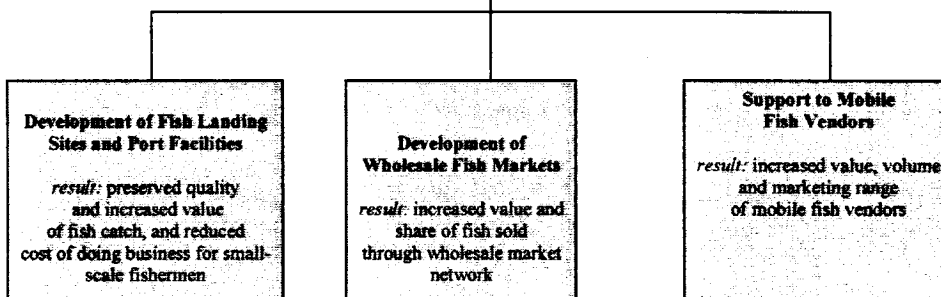 Development of Fish Landing
Sites and Port Facilities
result: preserved quality
and increased value
of fish catch, and reduced
cost of doing business for small-
scale fishermen
Development of
Wholesale Fish Markets
result: increased value and
share of fish sold
through wholesale market
network
Support to Mobile
Fish Vendors
result: increased value, volume
and marketing range
of mobile fish vendors